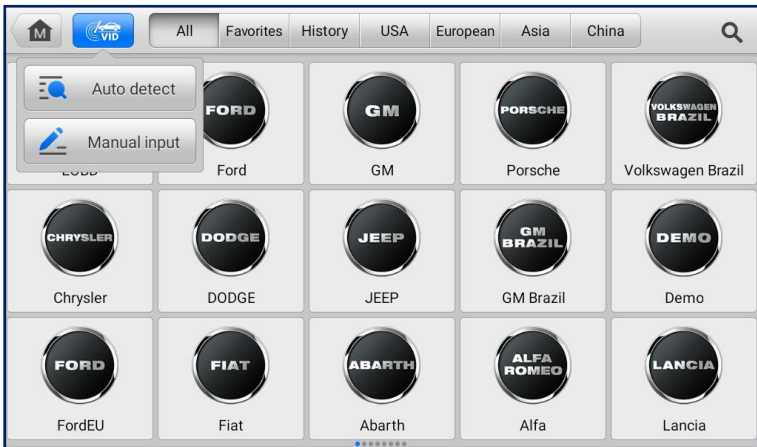 M
VID
All
Favorites
History
USA
European
Asia
China
Auto detect
Manual input
FORD
GM
PORSCHE
VOLKSWAGEN
BRAZIL
Ford
GM
Porsche
Volkswagen Brazil
CHRYSLER
DODGE
JEEP
GM
BRAZIL
DEMO
Chrysler
DODGE
JEEP
GM Brazil
Demo
FORD
FIAT
ABARTH
ALFA
ROMEO
LANCIA
FordEU
Fiat
Abarth
Alfa
Lancia